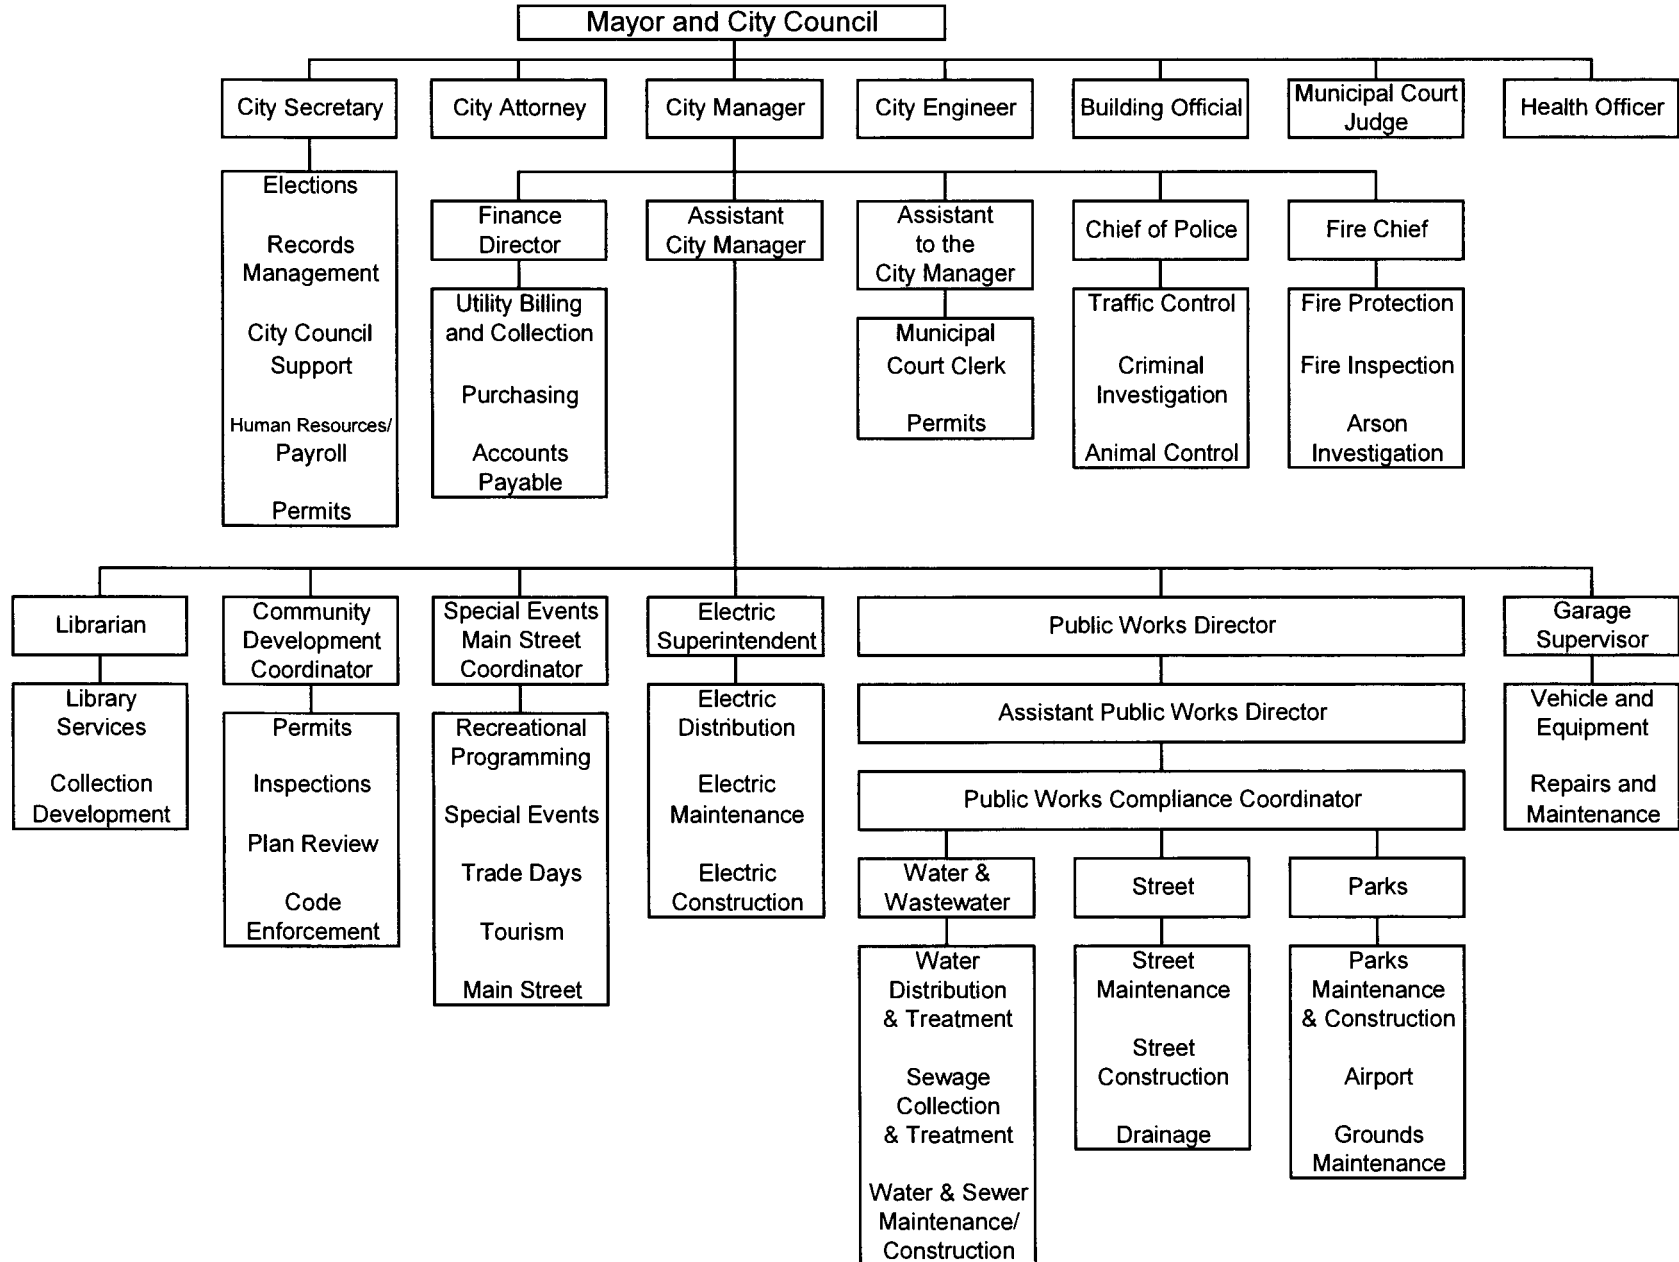 Mayor and City Council
City Secretary
City Attorney
City Manager
City Engineer
Building Official
Municipal Court
Judge
Health Officer
Elections
Records
Management
City Council
Support
Human Resources/
Payroll
Permits
Finance
Director
Utility Billing
and Collection
Purchasing
Accounts
Payable
Assistant
City Manager
Assistant
to the
City Manager
Municipal
Court Clerk
Permits
Chief of Police
Traffic Control
Criminal
Investigation
Animal Control
Fire Chief
Fire Protection
Fire Inspection
Arson
Investigation
Librarian
Library
Services
Collection
Development
Community
Development
Coordinator
Permits
Inspections
Plan Review
Code
Enforcement
Special Events
Main Street
Coordinator
Recreational
Programming
Special Events
Trade Days
Tourism
Main Street
Electric
Superintendent
Electric
Distribution
Electric
Maintenance
Electric
Construction
Public Works Director
Assistant Public Works Director
Public Works Compliance Coordinator
Water &
Wastewater
Water
Distribution
& Treatment
Sewage
Collection
& Treatment
Water & Sewer
Maintenance/
Construction
Street
Street
Maintenance
Street
Construction
Drainage
Parks
Parks
Maintenance
& Construction
Airport
Grounds
Maintenance
Garage
Supervisor
Vehicle and
Equipment
Repairs and
Maintenance